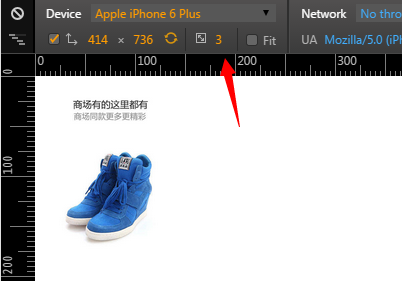 Device Apple iPhone 6 Plus Network No thro
414 × 736 3 Fit UA Mozilla/5.0 (iPh
0 100 200 300
0
100
200
商场有的这里都有
商场同款更多更精彩